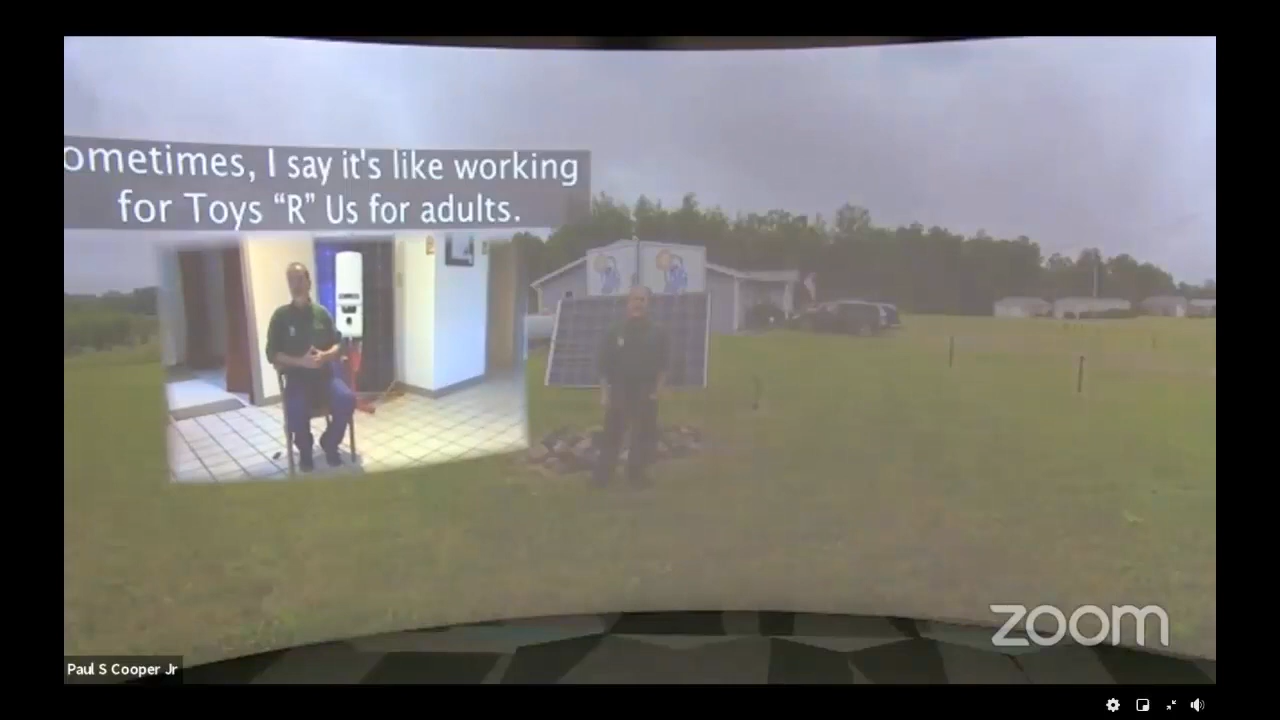 ometimes, I say it's like working
for Toys “R” Us for adults.
zoom
Paul S Cooper Jr